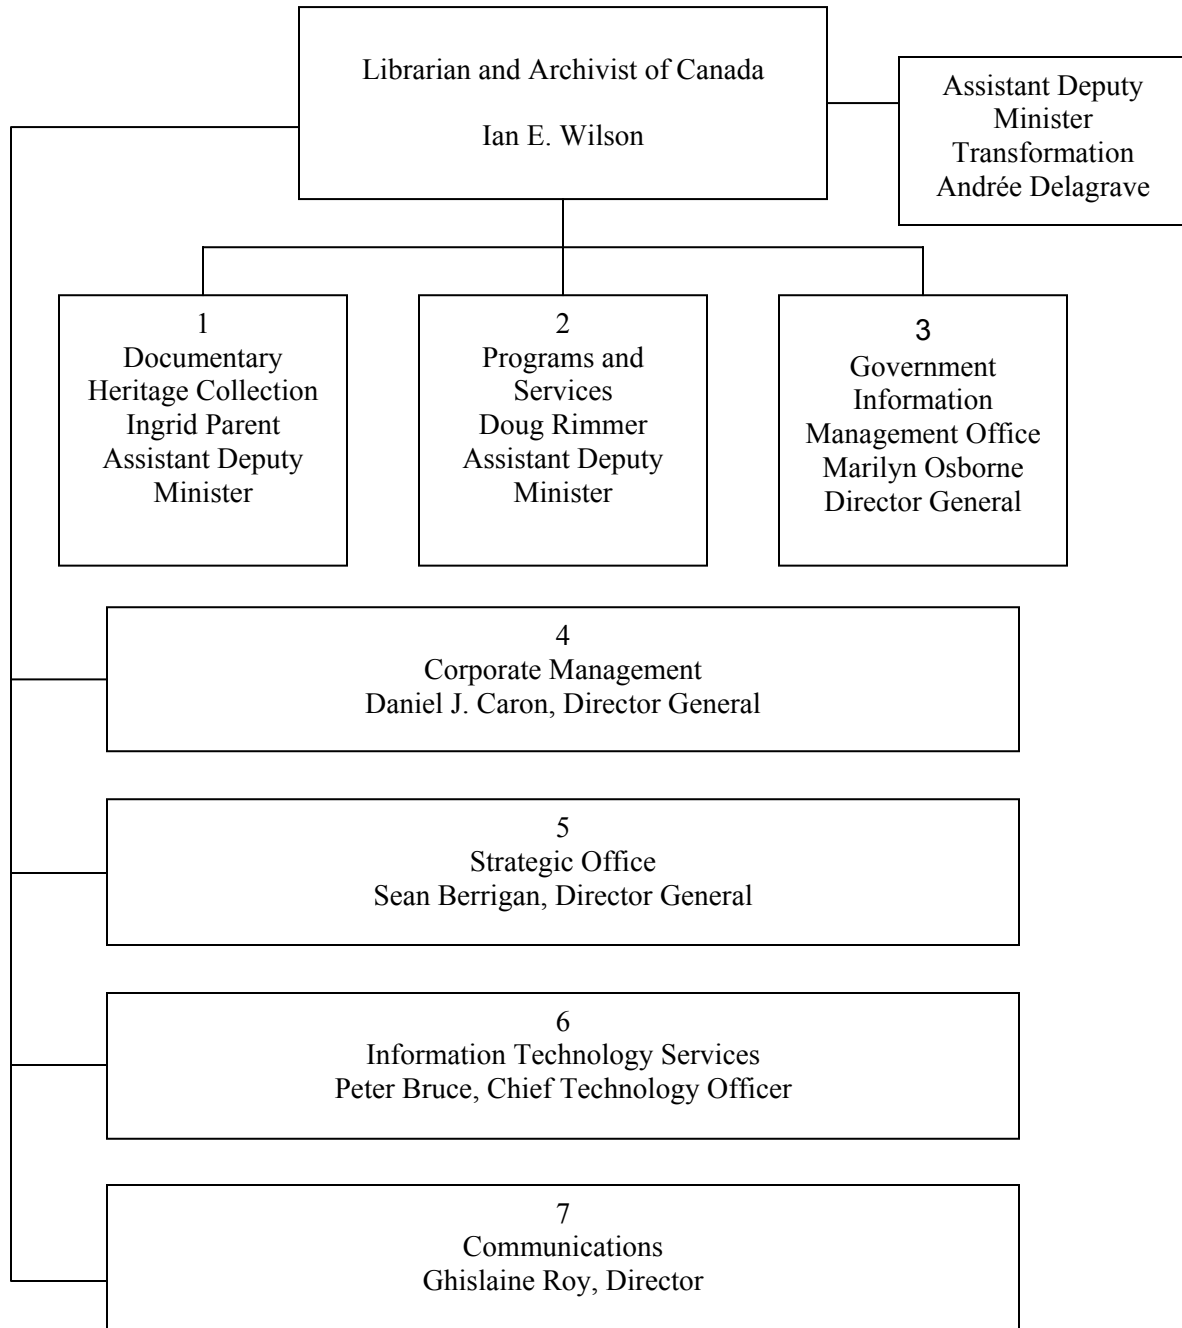 Librarian and Archivist of Canada
Ian E. Wilson
Assistant Deputy
Minister
Transformation
Andrée Delagrave
1
Documentary
Heritage Collection
Ingrid Parent
Assistant Deputy
Minister
2
Programs and
Services
Doug Rimmer
Assistant Deputy
Minister
3
Government
Information
Management Office
Marilyn Osborne
Director General
4
Corporate Management
Daniel J. Caron, Director General
5
Strategic Office
Sean Berrigan, Director General
6
Information Technology Services
Peter Bruce, Chief Technology Officer
7
Communications
Ghislaine Roy, Director